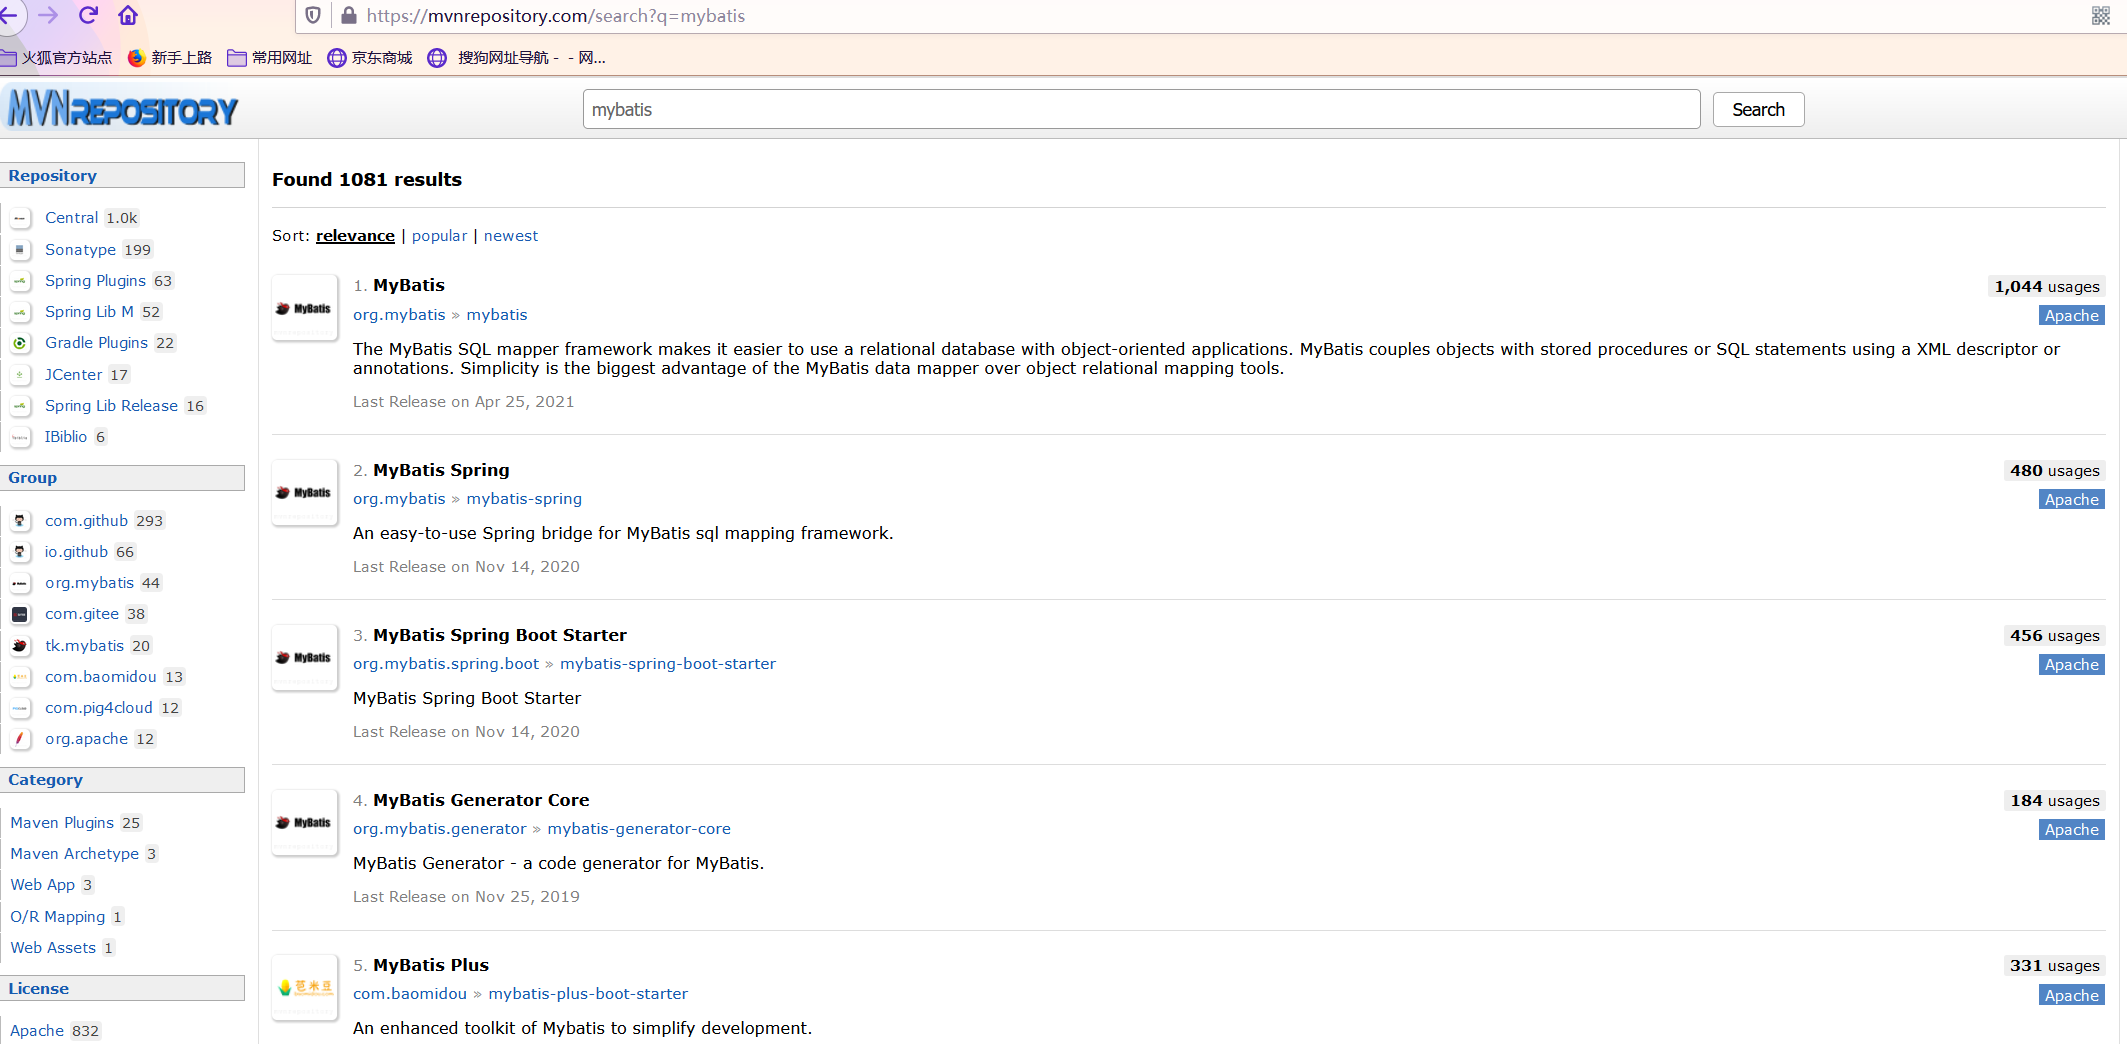 https://mvnrepository.com/search?q=mybatis
火狐官方站点 新手上路 常用网址 京东商城 搜狗网址导航 - - 网...
MVNREPOSITORY
mybatis
Search
Repository
Central 1.0k
Sonatype 199
Spring Plugins 63
Spring Lib M 52
Gradle Plugins 22
JCenter 17
Spring Lib Release 16
IBiblio 6
Group
com.github 293
io.github 66
org.mybatis 44
com.gitee 38
tk.mybatis 20
com.baomidou 13
com.pig4cloud 12
org.apache 12
Category
Maven Plugins 25
Maven Archetype 3
Web App 3
O/R Mapping 1
Web Assets 1
License
Apache 832
Found 1081 results
Sort: relevance | popular | newest
MyBatis
1. MyBatis
1,044 usages
org.mybatis » mybatis
Apache
The MyBatis SQL mapper framework makes it easier to use a relational database with object-oriented applications. MyBatis couples objects with stored procedures or SQL statements using a XML descriptor or
annotations. Simplicity is the biggest advantage of the MyBatis data mapper over object relational mapping tools.
Last Release on Apr 25, 2021
MyBatis
2. MyBatis Spring
480 usages
org.mybatis » mybatis-spring
Apache
An easy-to-use Spring bridge for MyBatis sql mapping framework.
Last Release on Nov 14, 2020
MyBatis
3. MyBatis Spring Boot Starter
456 usages
org.mybatis.spring.boot » mybatis-spring-boot-starter
Apache
MyBatis Spring Boot Starter
Last Release on Nov 14, 2020
MyBatis
4. MyBatis Generator Core
184 usages
org.mybatis.generator » mybatis-generator-core
Apache
MyBatis Generator - a code generator for MyBatis.
Last Release on Nov 25, 2019
苞米豆
5. MyBatis Plus
331 usages
com.baomidou » mybatis-plus-boot-starter
Apache
An enhanced toolkit of Mybatis to simplify development.